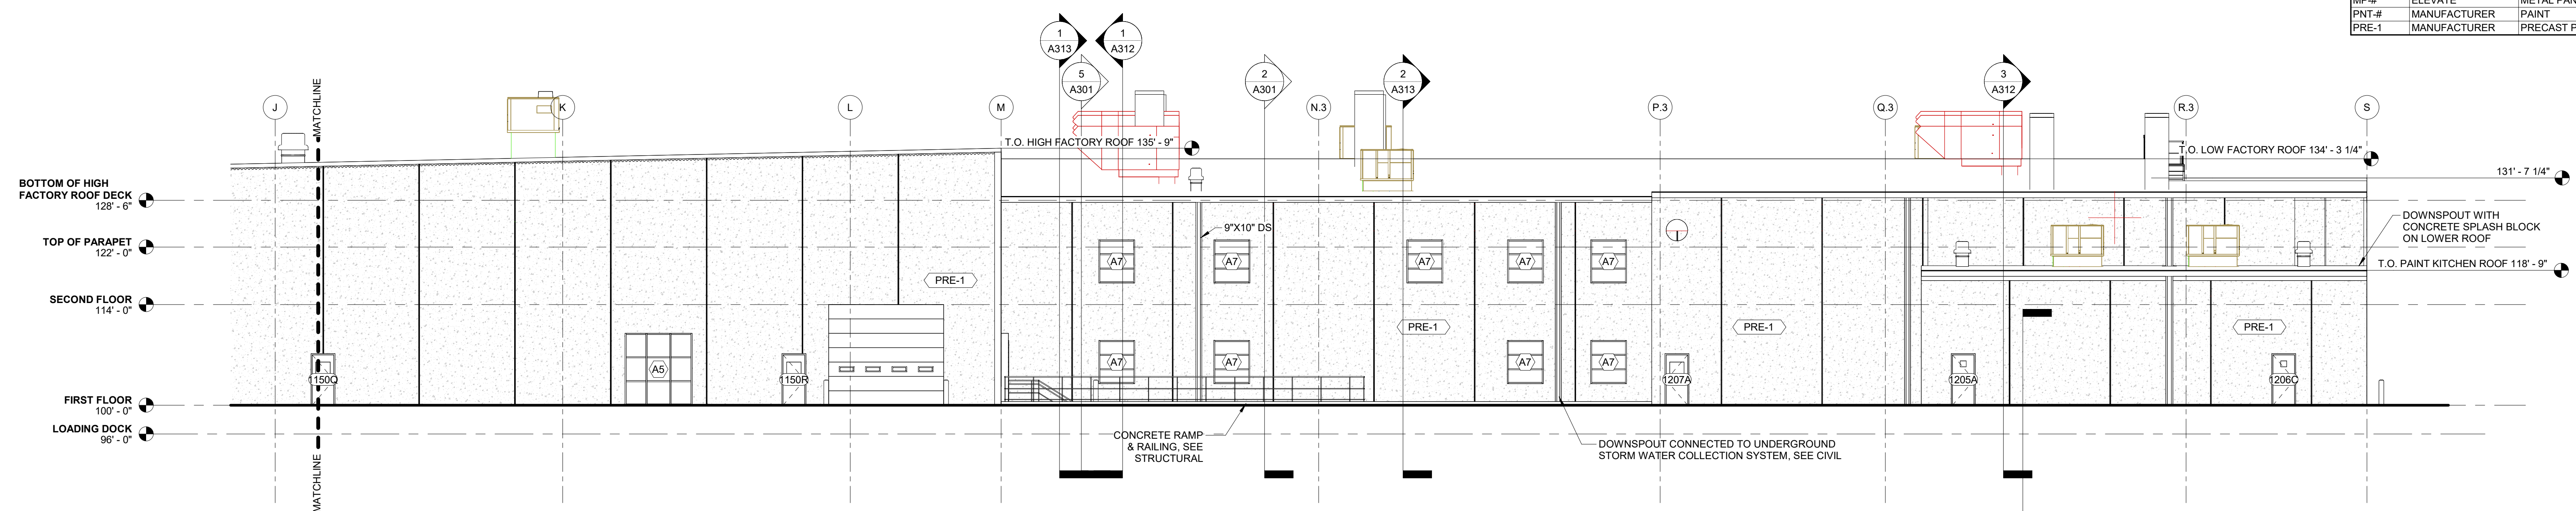 ELEVATE
PNT-# MANUFACTURER PAINT
PRE-1 MANUFACTURER PRECAST P
1
A313
1
A312
5
A301
2
A301
2
A313
3
A312
J
MATCHLINE
K
L
M
N.3
P.3
Q.3
R.3
S
T.O. HIGH FACTORY ROOF 135' - 9"
T.O. LOW FACTORY ROOF 134' - 3 1/4"
131' - 7 1/4"
BOTTOM OF HIGH
FACTORY ROOF DECK
128' - 6"
TOP OF PARAPET
122' - 0"
SECOND FLOOR
114' - 0"
FIRST FLOOR
100' - 0"
LOADING DOCK
96' - 0"
9"X10" DS
DOWNSPOUT WITH
CONCRETE SPLASH BLOCK
ON LOWER ROOF
T.O. PAINT KITCHEN ROOF 118' - 9"
A7
A7
A7
A7
A7
PRE-1
PRE-1
PRE-1
PRE-1
A5
A7
A7
A7
A7
1150Q
1150R
1207A
1205A
1206C
CONCRETE RAMP
& RAILING, SEE
STRUCTURAL
DOWNSPOUT CONNECTED TO UNDERGROUND
STORM WATER COLLECTION SYSTEM, SEE CIVIL
MATCHLINE